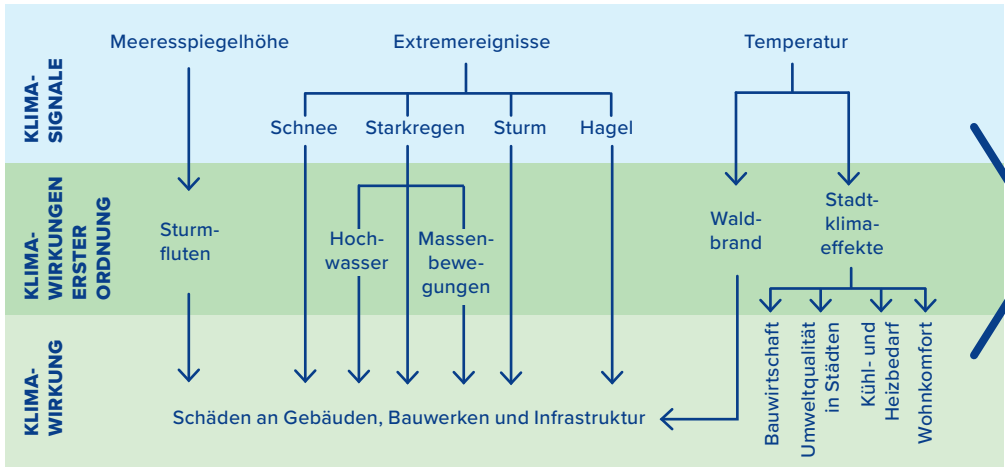 KLIMA-
SIGNALE
Meeresspiegelhöhe
Extremereignisse
Temperatur
Schnee
Starkregen
Sturm
Hagel
KLIMA-
WIRKUNGEN
ERSTER
ORDNUNG
Sturm-
fluten
Hoch-
wasser
Massen-
bewe-
gungen
Wald-
brand
Stadt-
klima-
effekte
KLIMA-
WIRKUNG
Schäden an Gebäuden, Bauwerken und Infrastruktur
Bauwirtschaft
Umweltqualität
in Städten
Kühl- und
Heizbedarf
Wohnkomfort